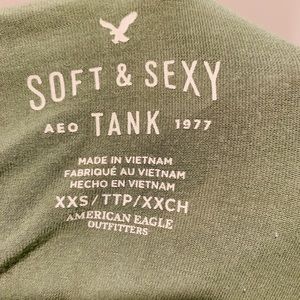 SOFT & SEXY
AEO TANK 1977
MADE IN VIETNAM
FABRIQUÉ AU VIETNAM
HECHO EN VIETNAM
XXS/TTP/XXCH
AMERICAN EAGLE
OUTFITTERS